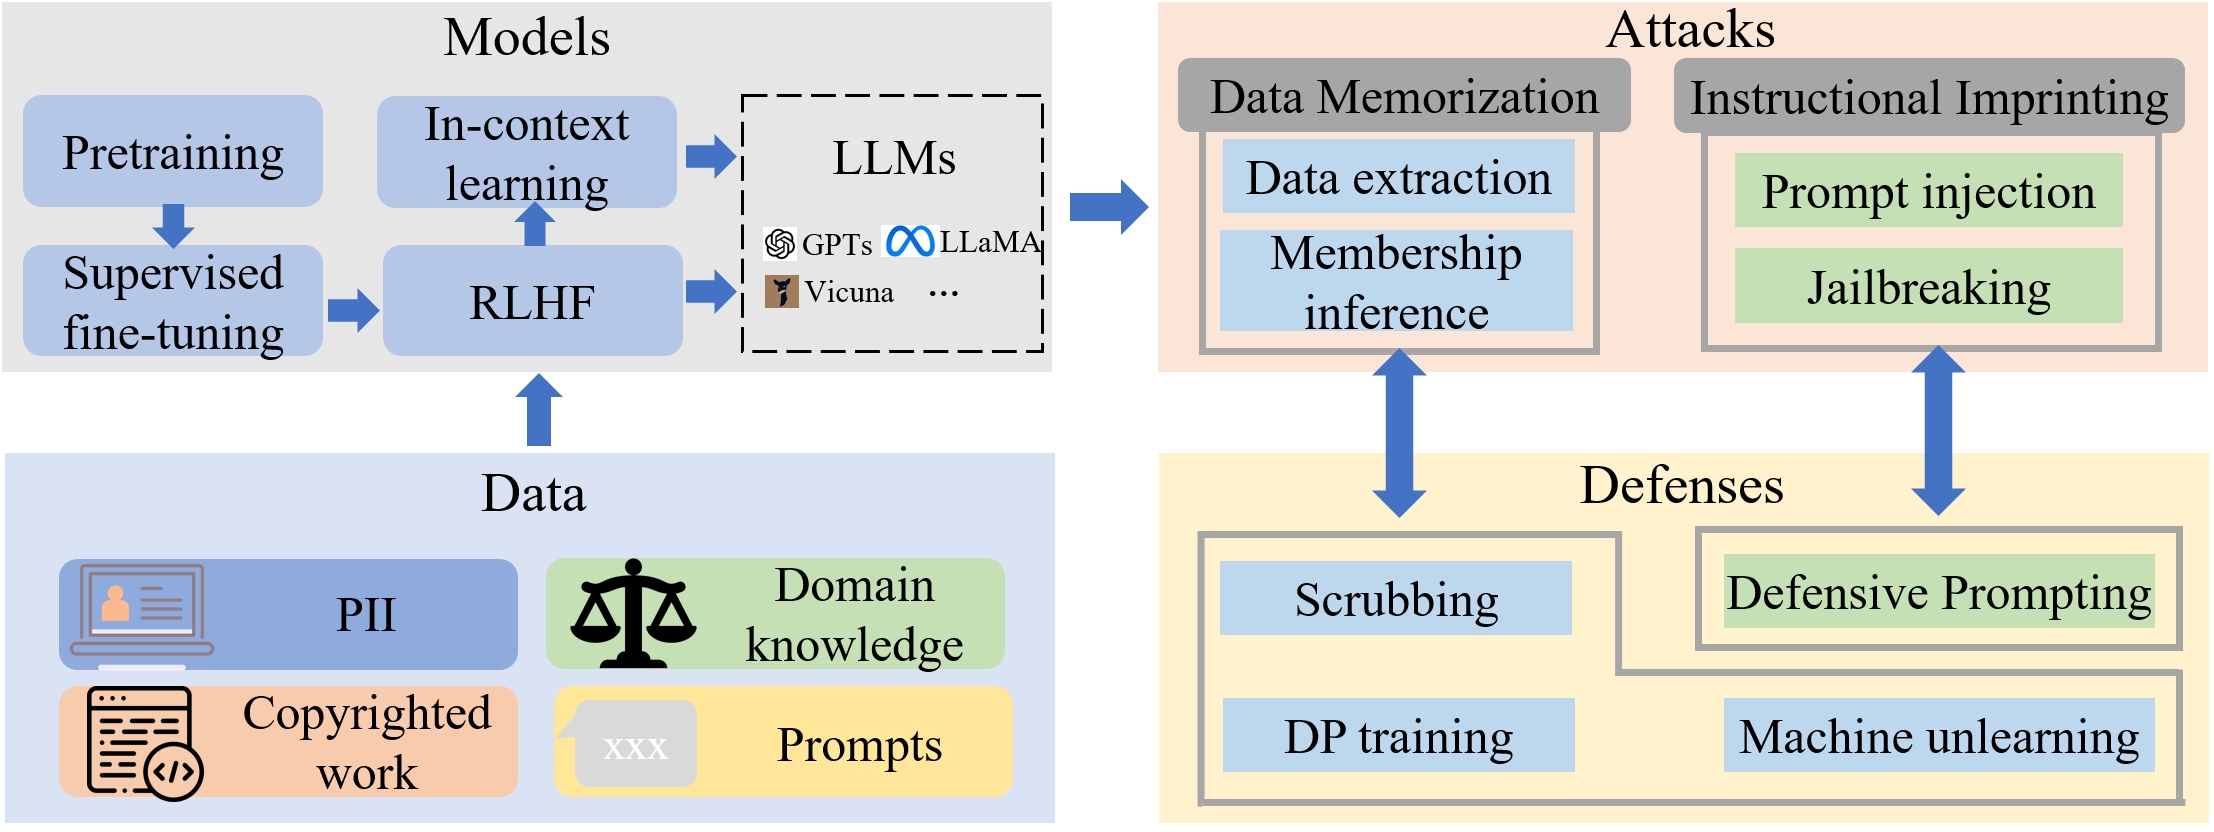 Models
Pretraining
In-context
learning
LLMs
GPTs
LLaMA
Vicuna
...
Supervised
fine-tuning
RLHF
Attacks
Data Memorization
Data extraction
Membership
inference
Instructional Imprinting
Prompt injection
Jailbreaking
Data
PII
Domain
knowledge
Copyrighted
work
</>
xxx
Prompts
Defenses
Scrubbing
Defensive Prompting
DP training
Machine unlearning